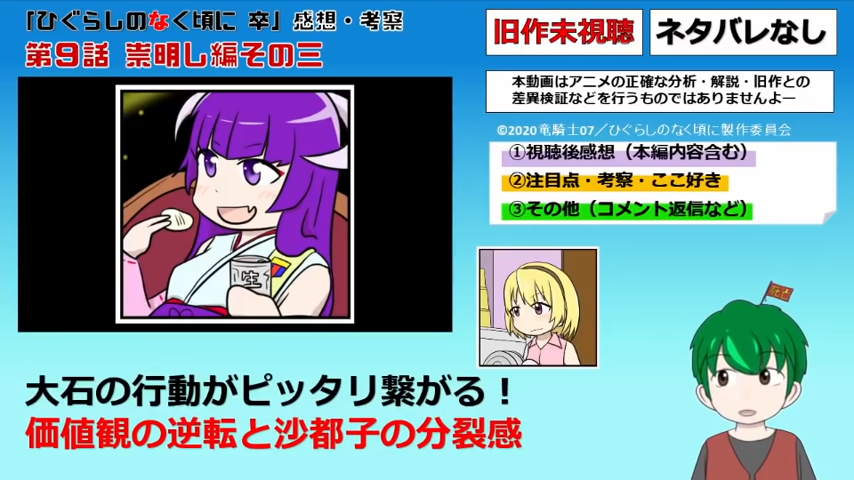 「ひぐらしのなく頃に 卒」感想・考察
第9話 祟明し編その三
旧作未視聴
ネタバレなし
本動画はアニメの正確な分析・解説・旧作との
差異検証などを行うものではありませんよー
©2020竜騎士07／ひぐらしのなく頃に製作委員会
①視聴後感想（本編内容含む）
②注目点・考察・ここ好き
③その他（コメント返信など）
生
大石の行動がピッタリ繋がる！
価値観の逆転と沙都子の分裂感